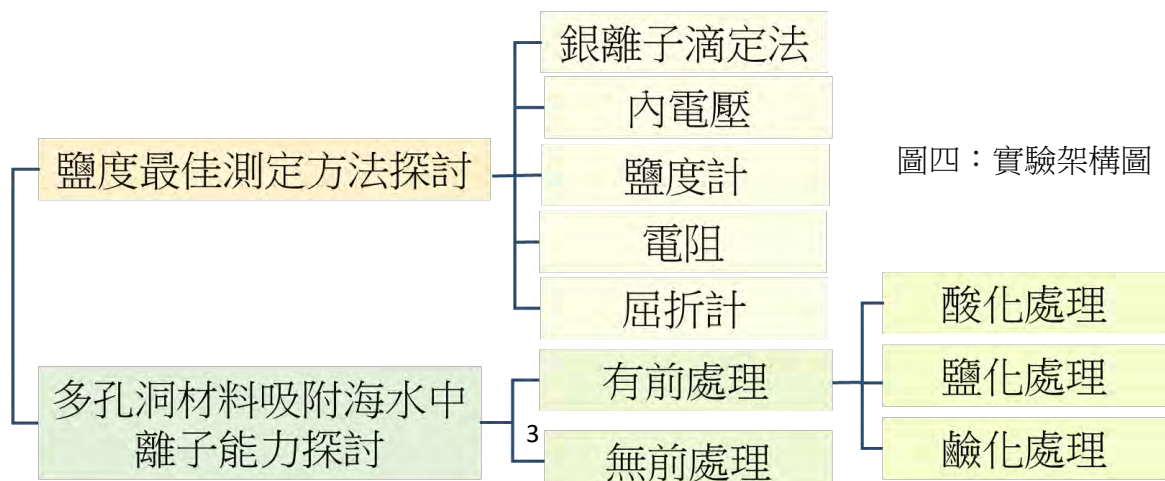 銀離子滴定法
內電壓
鹽度最佳測定方法探討
鹽度計
圖四：實驗架構圖
電阻
屈折計
酸化處理
多孔洞材料吸附海水中
離子能力探討
有前處理
鹽化處理
3
無前處理
鹼化處理